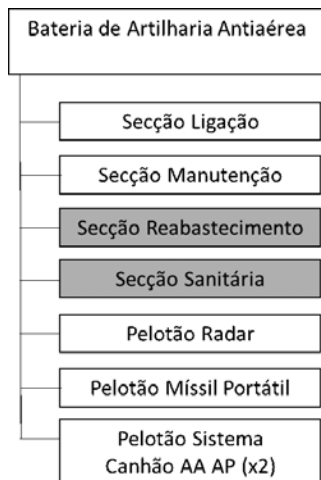 Bateria de Artilharia Antiaérea
Secção Ligação
Secção Manutenção
Secção Reabastecimento
Secção Sanitária
Pelotão Radar
Pelotão Míssil Portátil
Pelotão Sistema
Canhão AA AP (x2)